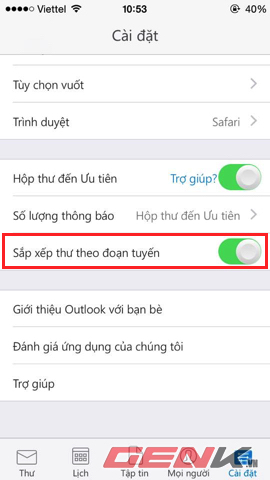 Viettel 10:53 40%
Cài đặt
Tùy chọn vuốt
Trình duyệt Safari
Hộp thư đến Ưu tiên Trợ giúp?
Số lượng thông báo Hộp thư đến Ưu tiên
Sắp xếp thư theo đoạn tuyến
Giới thiệu Outlook với bạn bè
Đánh giá ứng dụng của chúng tôi
Trợ giúp
GENK.vn
Thư Lịch Tập tin Mọi người Cài đặt